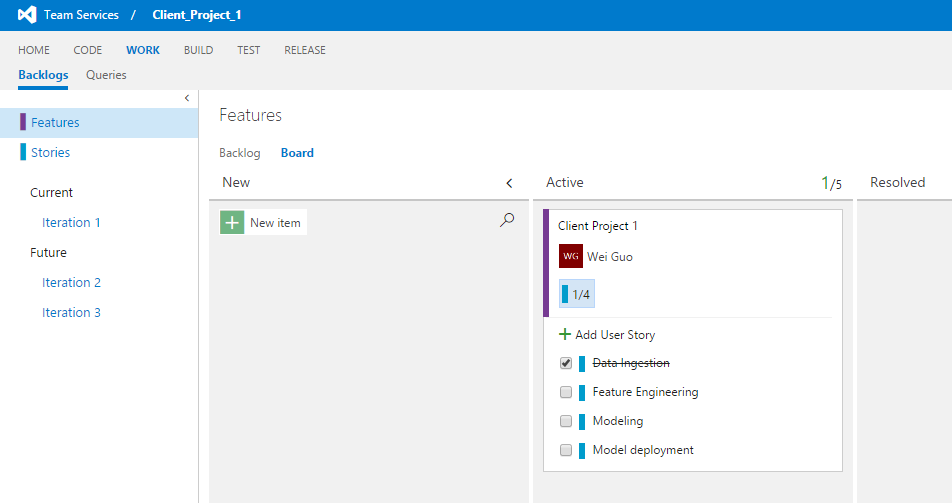 Team Services / Client_Project_1
HOME CODE WORK BUILD TEST RELEASE
Backlogs Queries
Features
Stories
Current
Iteration 1
Future
Iteration 2
Iteration 3
Features
Backlog Board
New
New item
Active 1/5
Client Project 1
WG Wei Guo
1/4
Add User Story
Data Ingestion
Feature Engineering
Modeling
Model deployment
Resolved